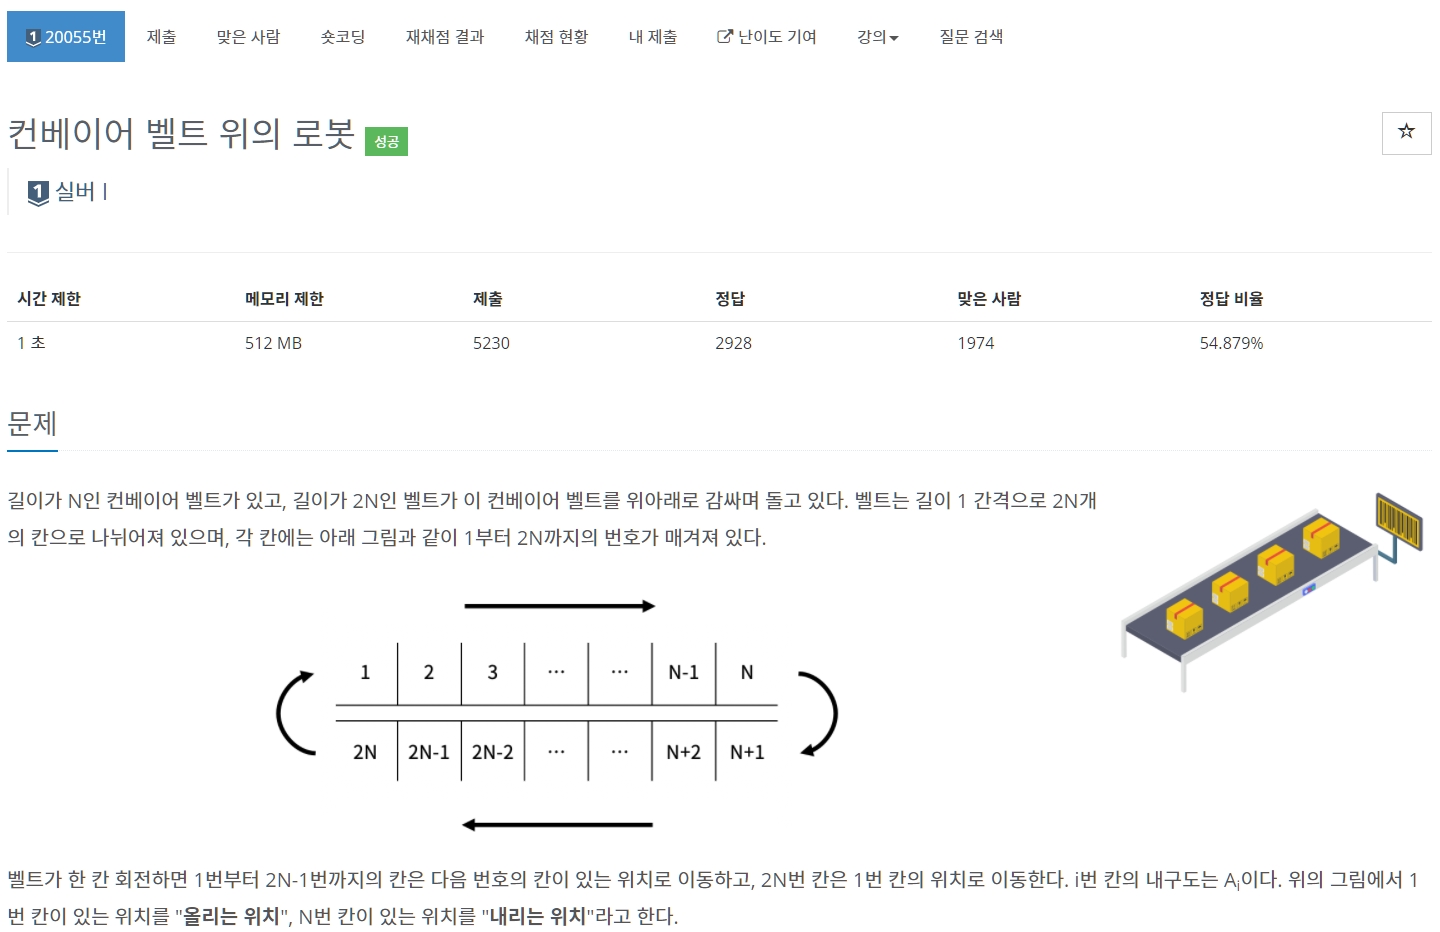 1 20055번 제출 맞은 사람 숏코딩 재채점 결과 채점 현황 내 제출 난이도 기여 강의 질문 검색
컨베이어 벨트 위의 로봇 성공
1 실버 I
시간 제한 메모리 제한 제출 정답 맞은 사람 정답 비율
1 초 512 MB 5230 2928 1974 54.879%
문제
길이가 N인 컨베이어 벨트가 있고, 길이가 2N인 벨트가 이 컨베이어 벨트를 위아래로 감싸며 돌고 있다. 벨트는 길이 1 간격으로 2N개
의 칸으로 나뉘어져 있으며, 각 칸에는 아래 그림과 같이 1부터 2N까지의 번호가 매겨져 있다.
1 2 3 ... ... N-1 N
2N 2N-1 2N-2 ... ... N+2 N+1
벨트가 한 칸 회전하면 1번부터 2N-1번까지의 칸은 다음 번호의 칸이 있는 위치로 이동하고, 2N번 칸은 1번 칸의 위치로 이동한다. i번 칸의 내구도는 Ai이다. 위의 그림에서 1
번 칸이 있는 위치를 "올리는 위치", N번 칸이 있는 위치를 "내리는 위치"라고 한다.